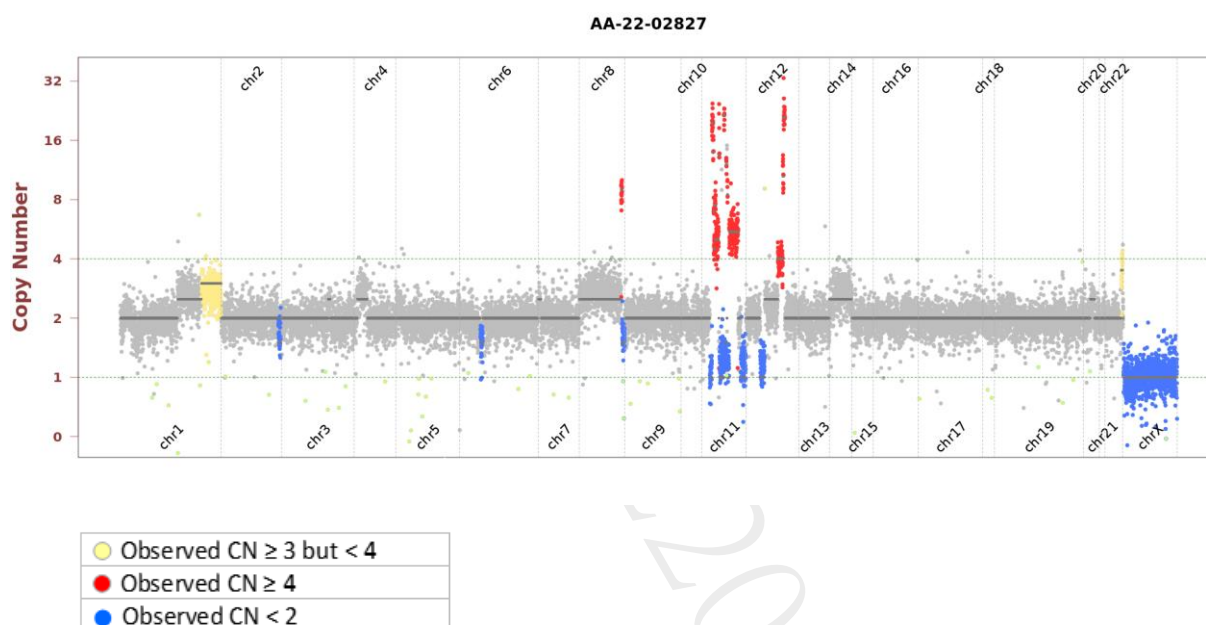 AA-22-02827
Copy Number
32
16
8
4
2
1
0
chr2
chr4
chr6
chr8
chr10
chr12
chr14
chr16
chr18
chr20
chr22
chr1
chr3
chr5
chr7
chr9
chr11
chr13
chr15
chr17
chr19
chr21
chrX
Observed CN ≥ 3 but < 4
Observed CN ≥ 4
Observed CN < 2